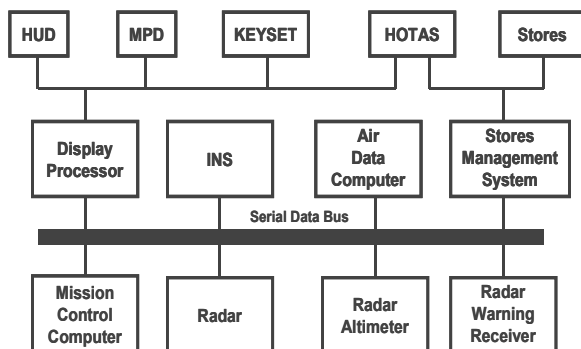 HUD
MPD
KEYSET
HOTAS
Stores
Display
Processor
INS
Air
Data
Computer
Stores
Management
System
Serial Data Bus
Mission
Control
Computer
Radar
Radar
Altimeter
Radar
Warning
Receiver